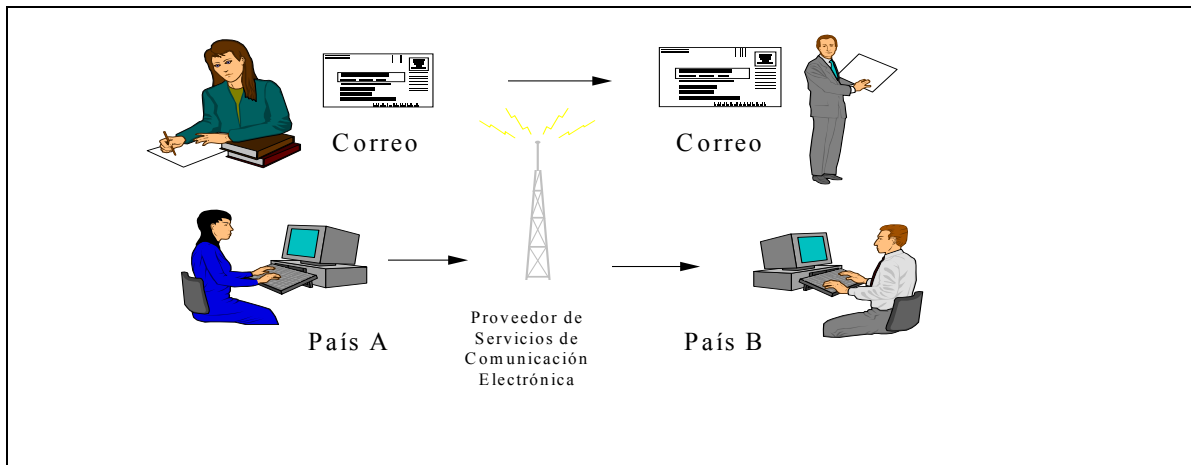 Correo
Correo
País A
Proveedor de
Servicios de
Comunicación
Electrónica
País B